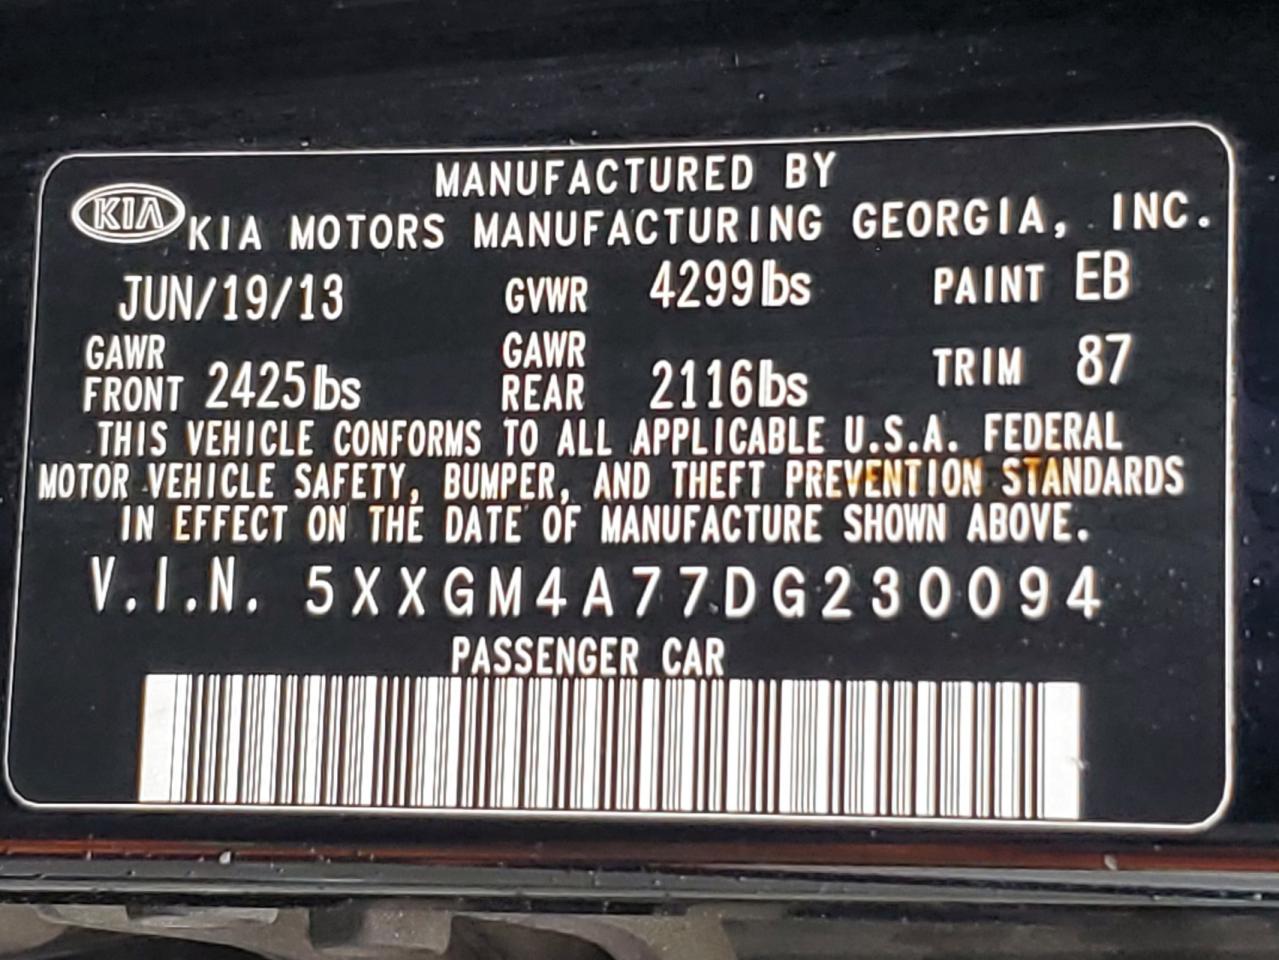 MANUFACTURED BY
KIA KIA MOTORS MANUFACTURING GEORGIA, INC.
JUN/19/13 GVWR 4299lbs PAINT EB
GAWR FRONT 2425lbs GAWR REAR 2116lbs TRIM 87
THIS VEHICLE CONFORMS TO ALL APPLICABLE U.S.A. FEDERAL
MOTOR VEHICLE SAFETY, BUMPER, AND THEFT PREVENTION STANDARDS
IN EFFECT ON THE DATE OF MANUFACTURE SHOWN ABOVE.
V.I.N. 5XXGM4A77DG230094
PASSENGER CAR